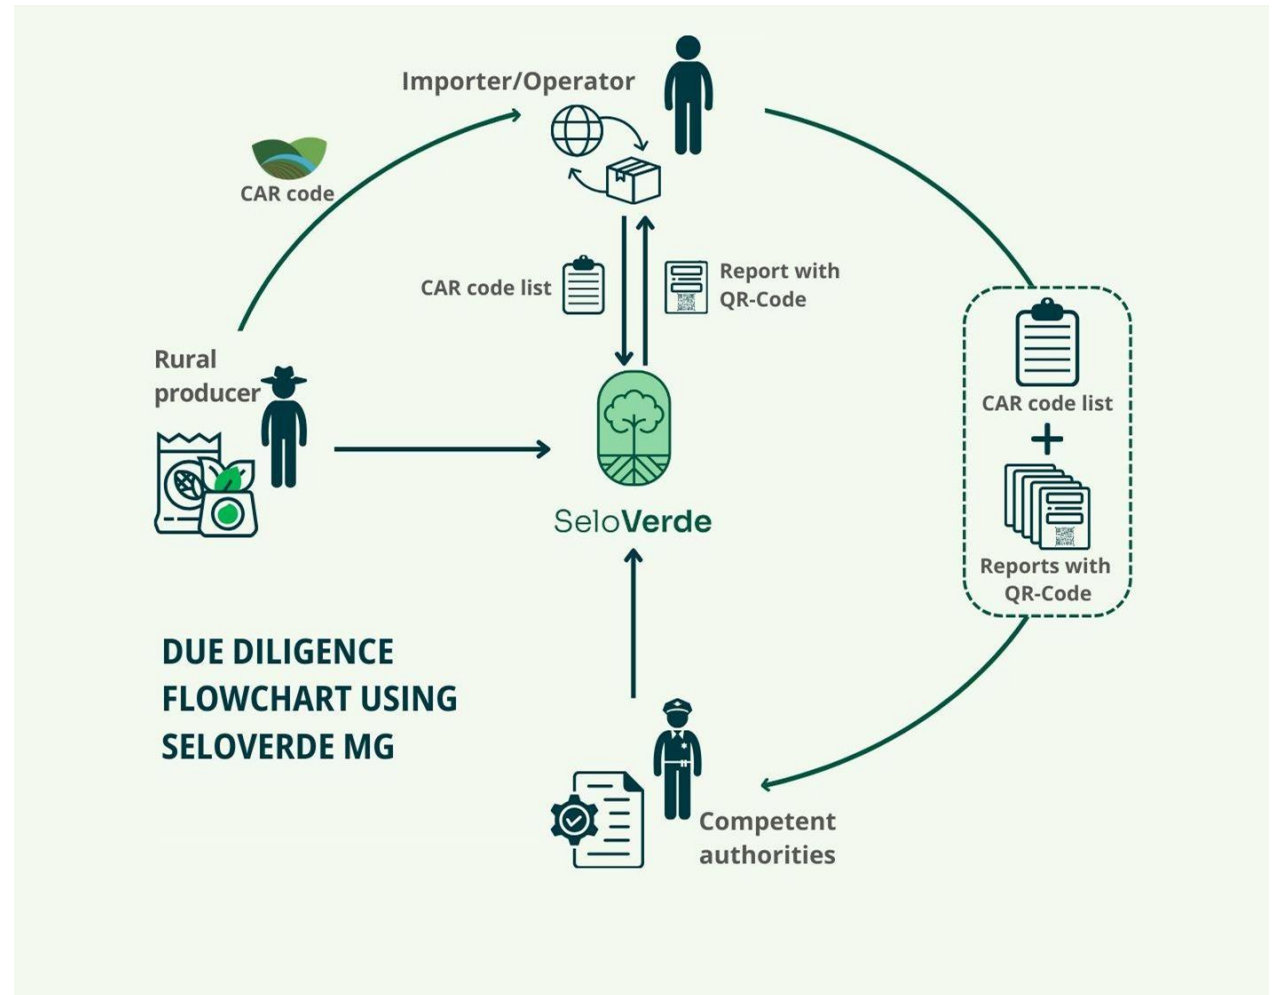 Importer/Operator
CAR code
CAR code list
Report with
QR-Code
Rural
producer
CAR code list
+
Reports with
QR-Code
SeloVerde
DUE DILIGENCE
FLOWCHART USING
SELOVERDE MG
Competent
authorities